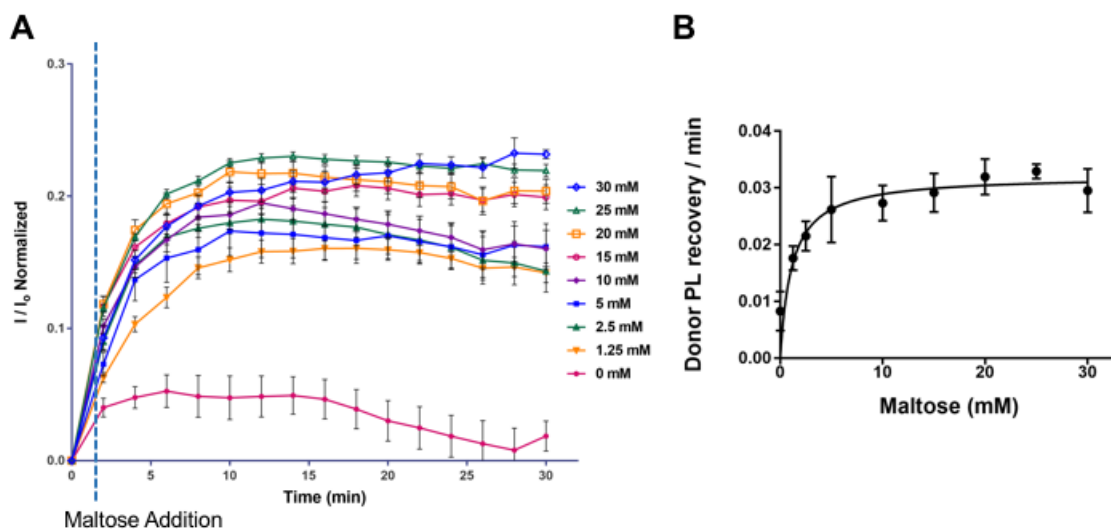 A
I / I₀ Normalized
0.3
0.2
0.1
0.0
0 5 10 15 20 25 30
Time (min)
Maltose Addition
30 mM
25 mM
20 mM
15 mM
10 mM
5 mM
2.5 mM
1.25 mM
0 mM
B
Donor PL recovery / min
0.04
0.03
0.02
0.01
0.00
0 10 20 30
Maltose (mM)